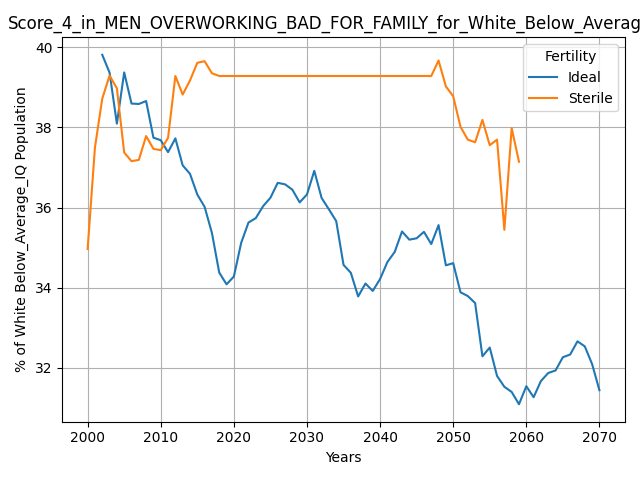 Score_4_in_MEN_OVERWORKING_BAD_FOR_FAMILY_for_White_Below_Averag
% of White Below_Average_IQ Population
40
38
36
34
32
Fertility
Ideal
Sterile
2000 2010 2020 2030 2040 2050 2060 2070
Years